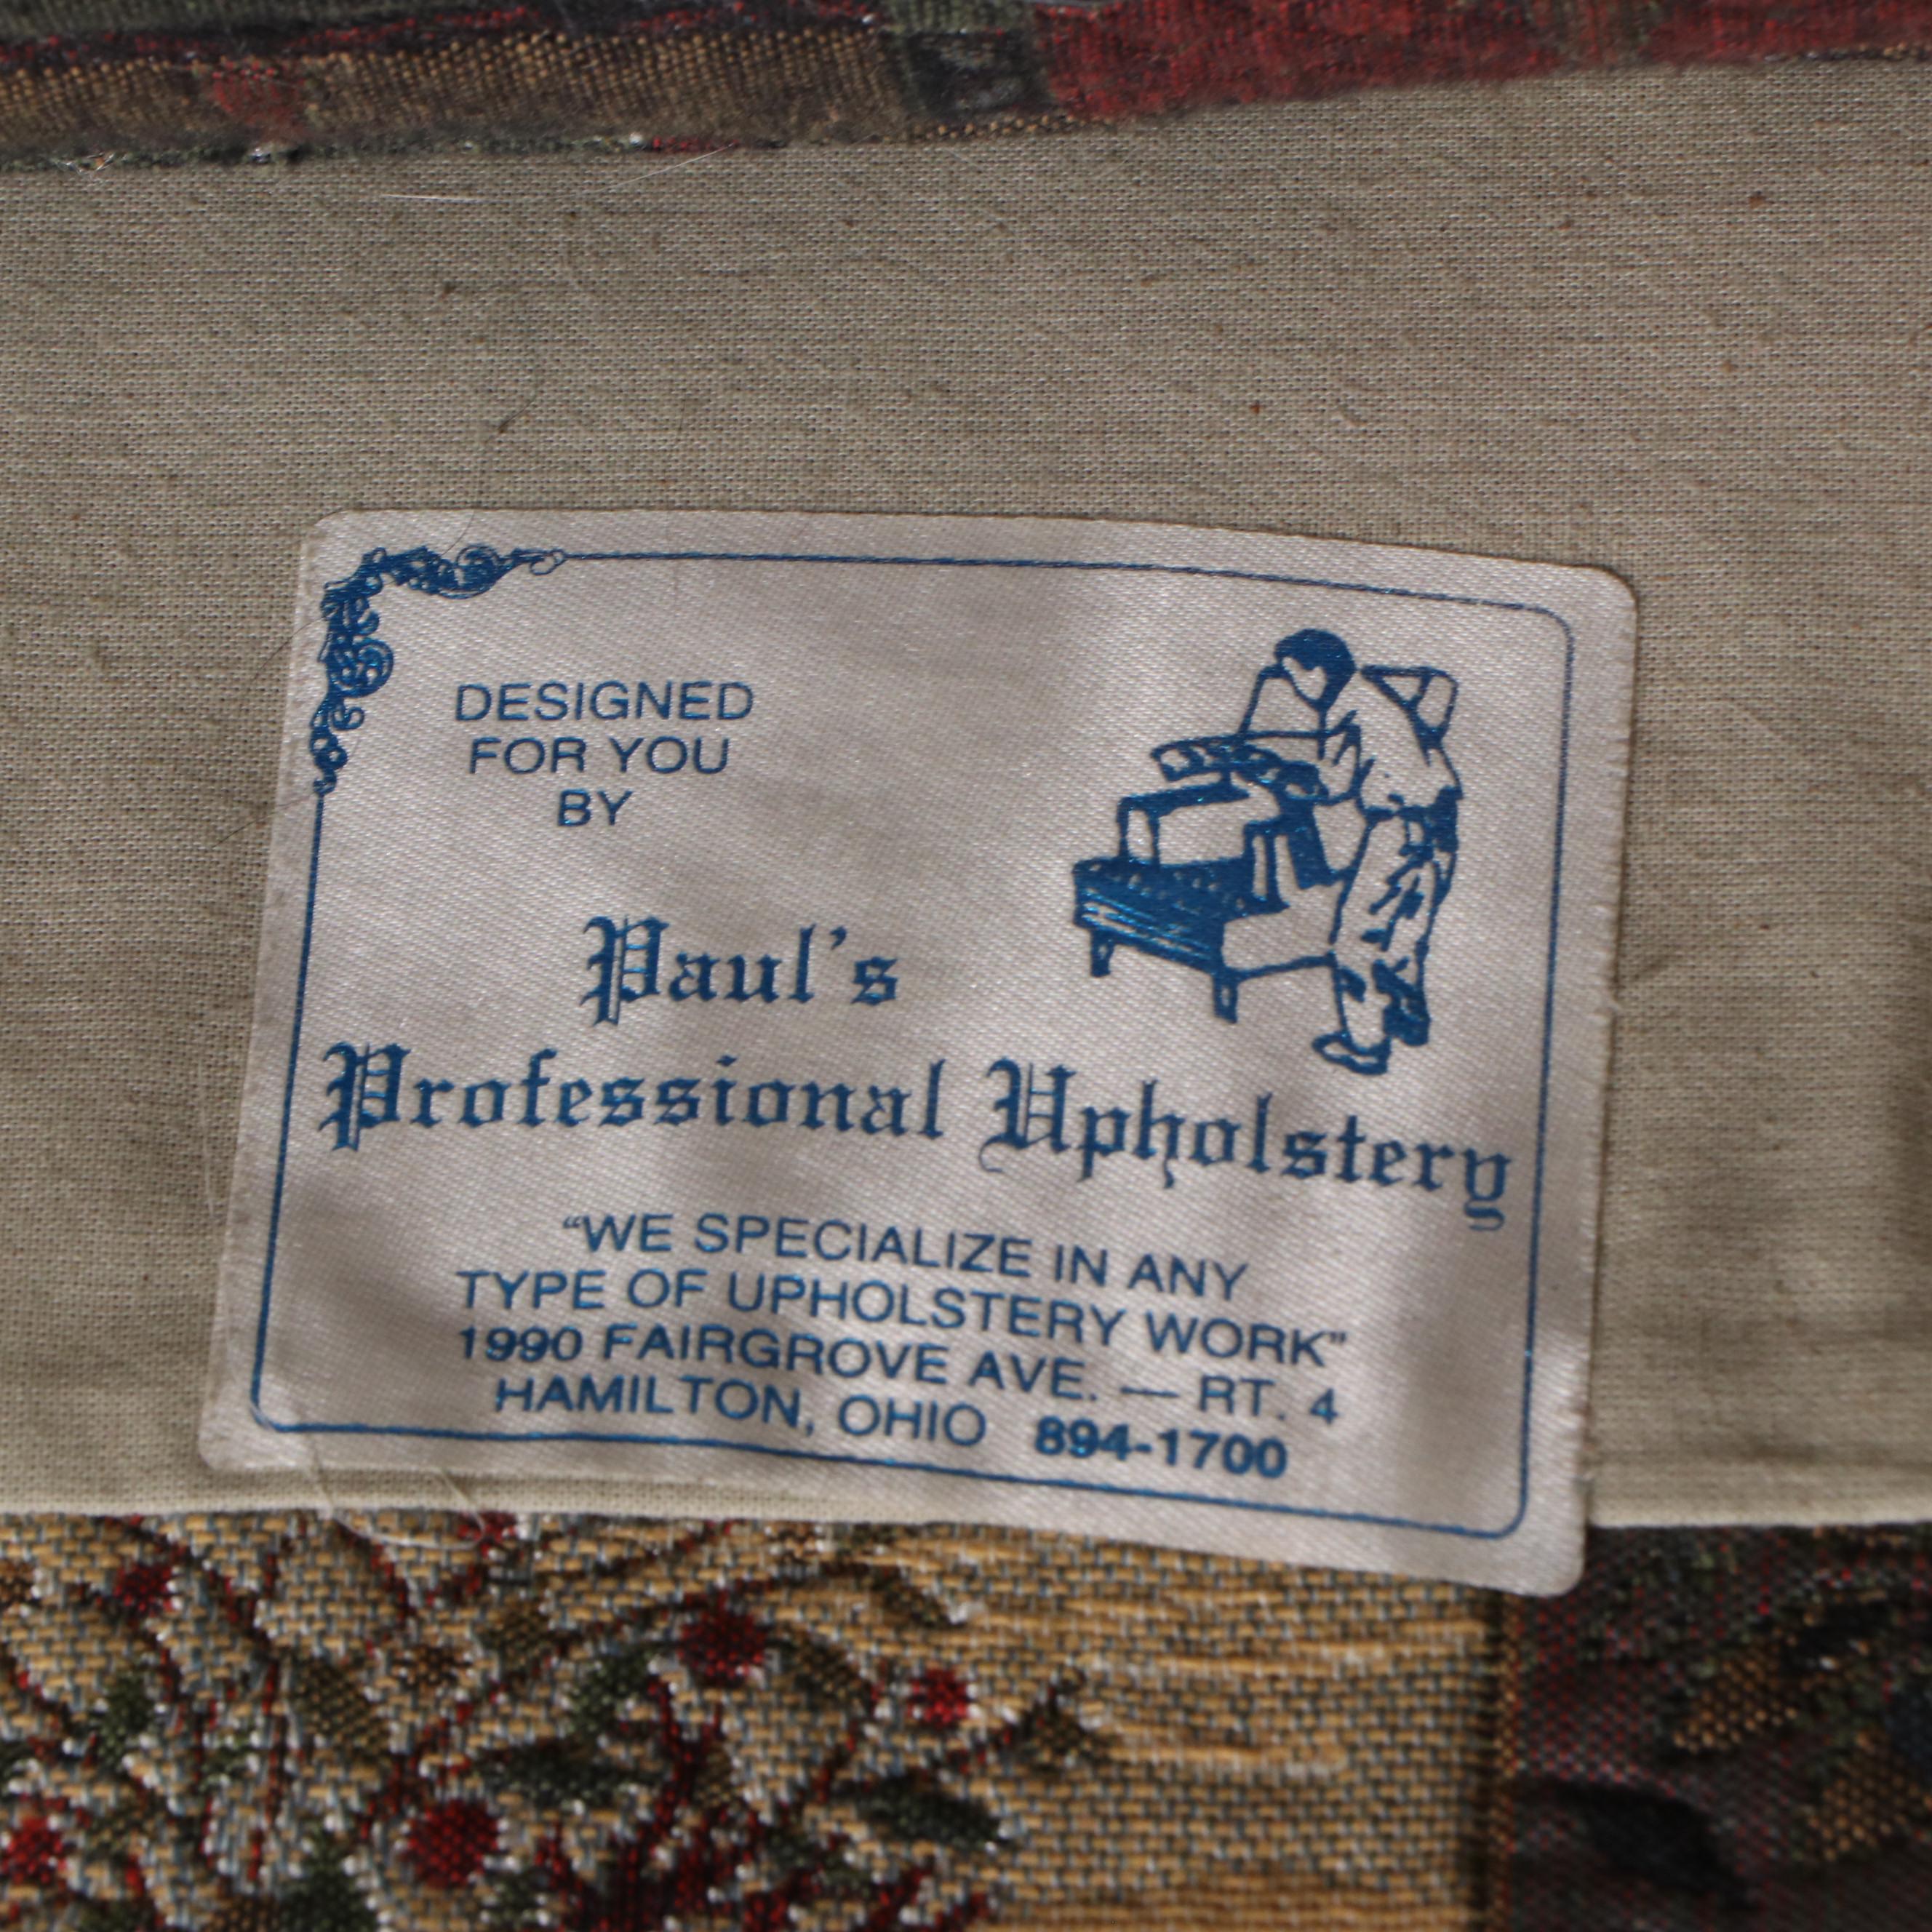 DESIGNED
FOR YOU
BY
Paul's
Professional Upholstery
“WE SPECIALIZE IN ANY
TYPE OF UPHOLSTERY WORK”
1990 FAIRGROVE AVE. — RT. 4
HAMILTON, OHIO 894-1700